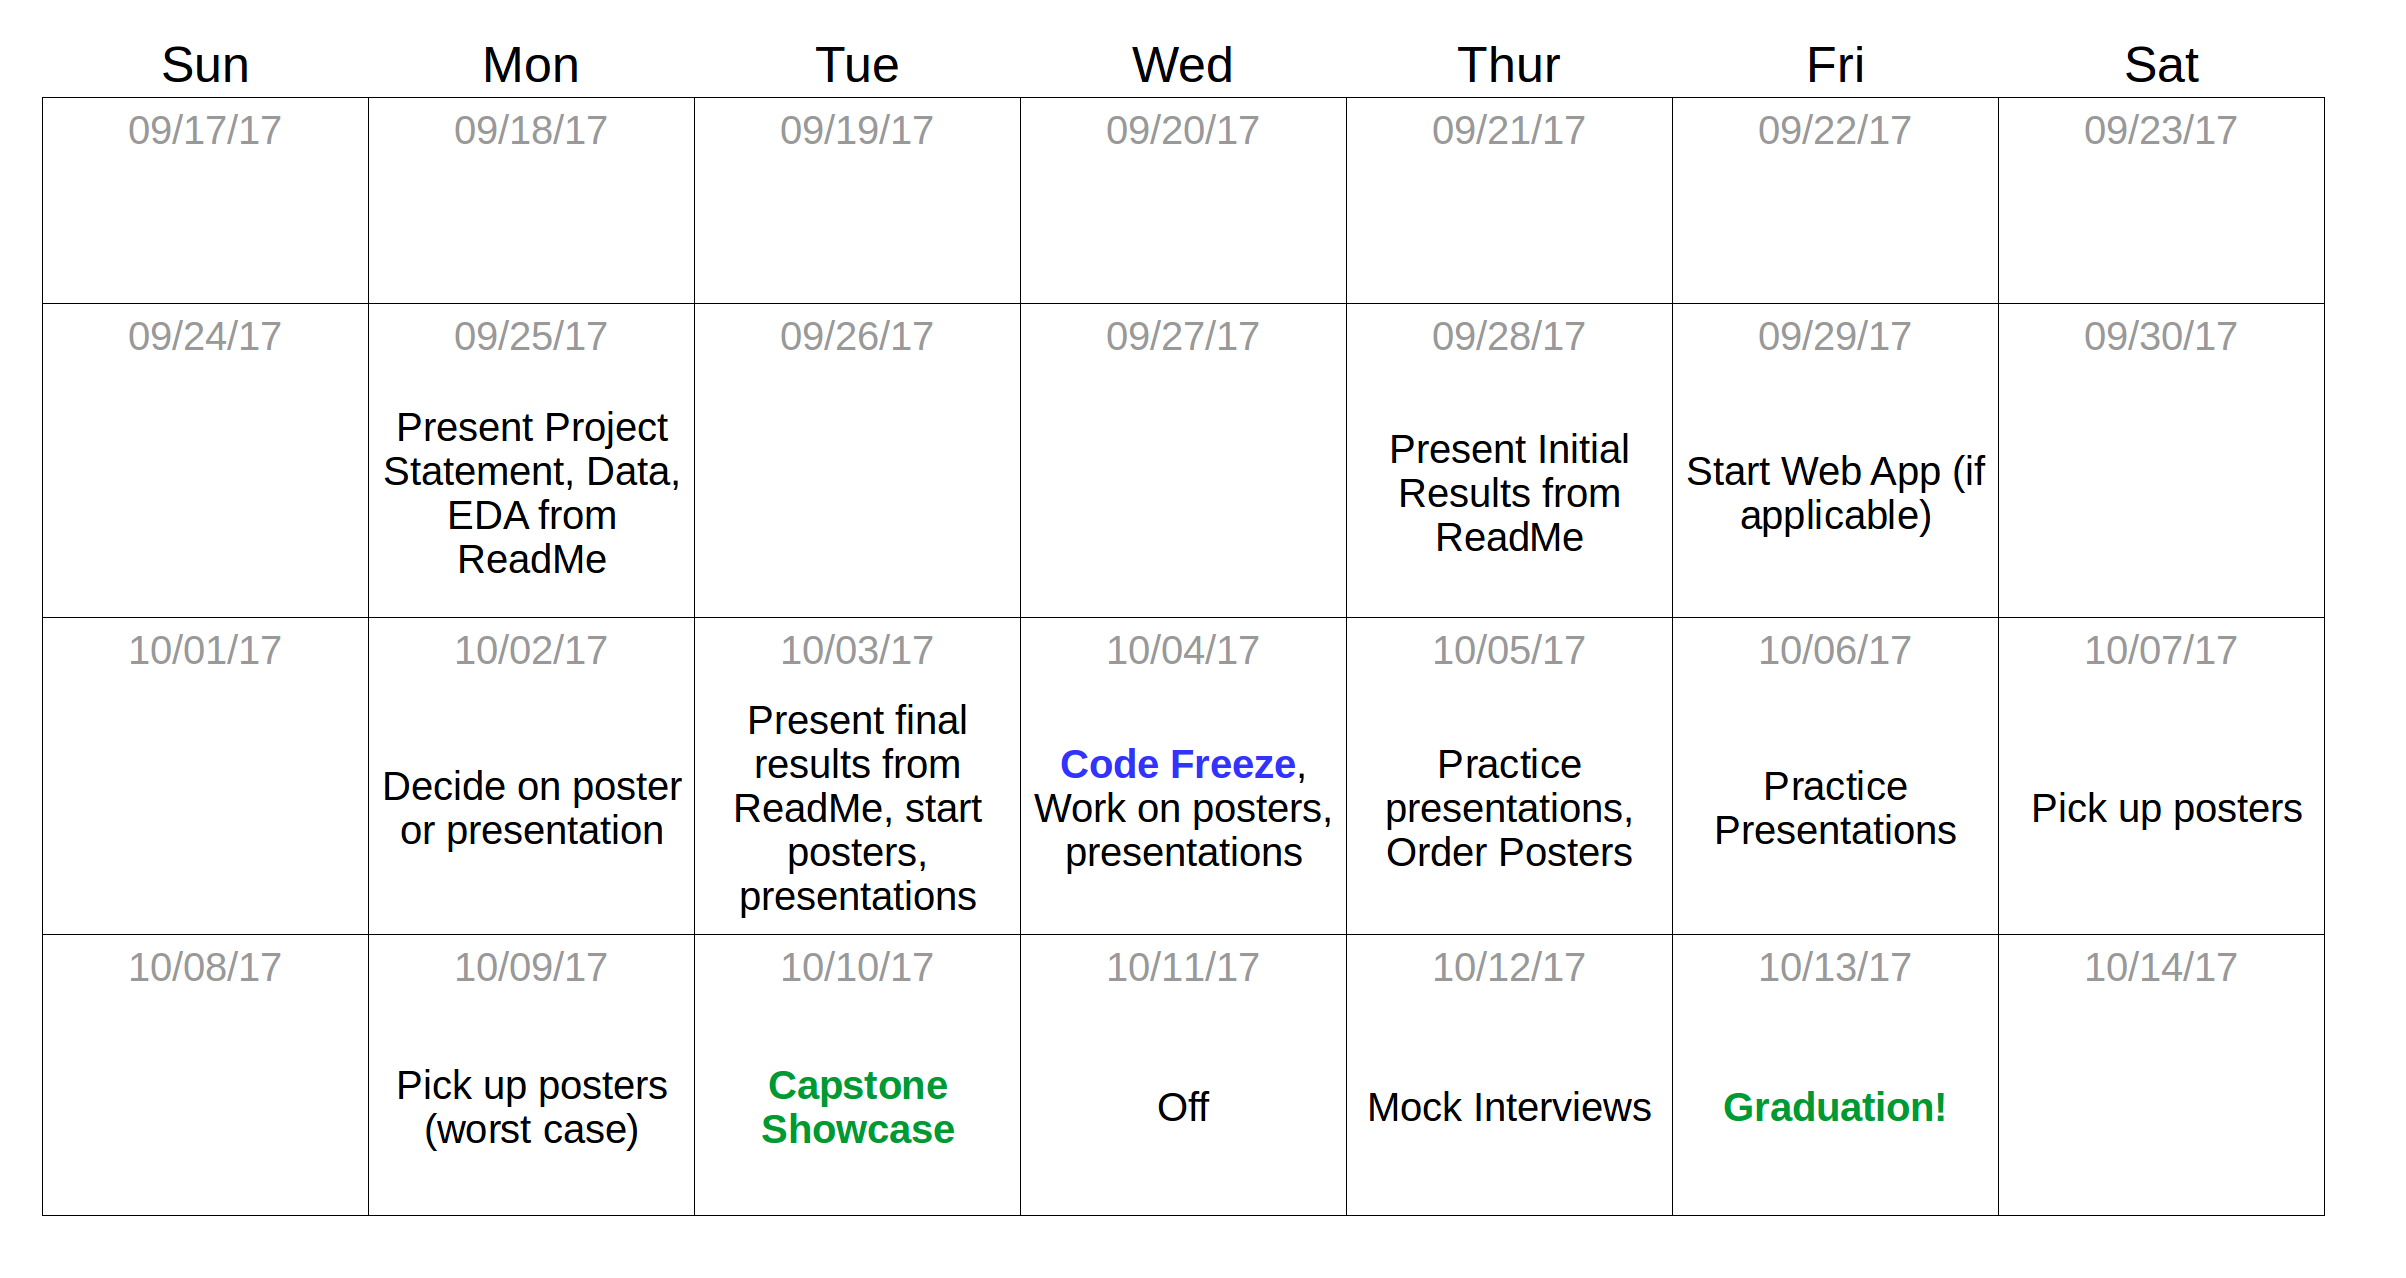 Sun Mon Tue Wed Thur Fri Sat
09/17/17 09/18/17 09/19/17 09/20/17 09/21/17 09/22/17 09/23/17
09/24/17
09/25/17
Present Project
Statement, Data,
EDA from
ReadMe
09/26/17
09/27/17
09/28/17
Present Initial
Results from
ReadMe
09/29/17
Start Web App (if
applicable)
09/30/17
10/01/17
10/02/17
Decide on poster
or presentation
10/03/17
Present final
results from
ReadMe, start
posters,
presentations
10/04/17
Code Freeze,
Work on posters,
presentations
10/05/17
Practice
presentations,
Order Posters
10/06/17
Practice
Presentations
10/07/17
Pick up posters
10/08/17
10/09/17
Pick up posters
(worst case)
10/10/17
Capstone
Showcase
10/11/17
Off
10/12/17
Mock Interviews
10/13/17
Graduation!
10/14/17